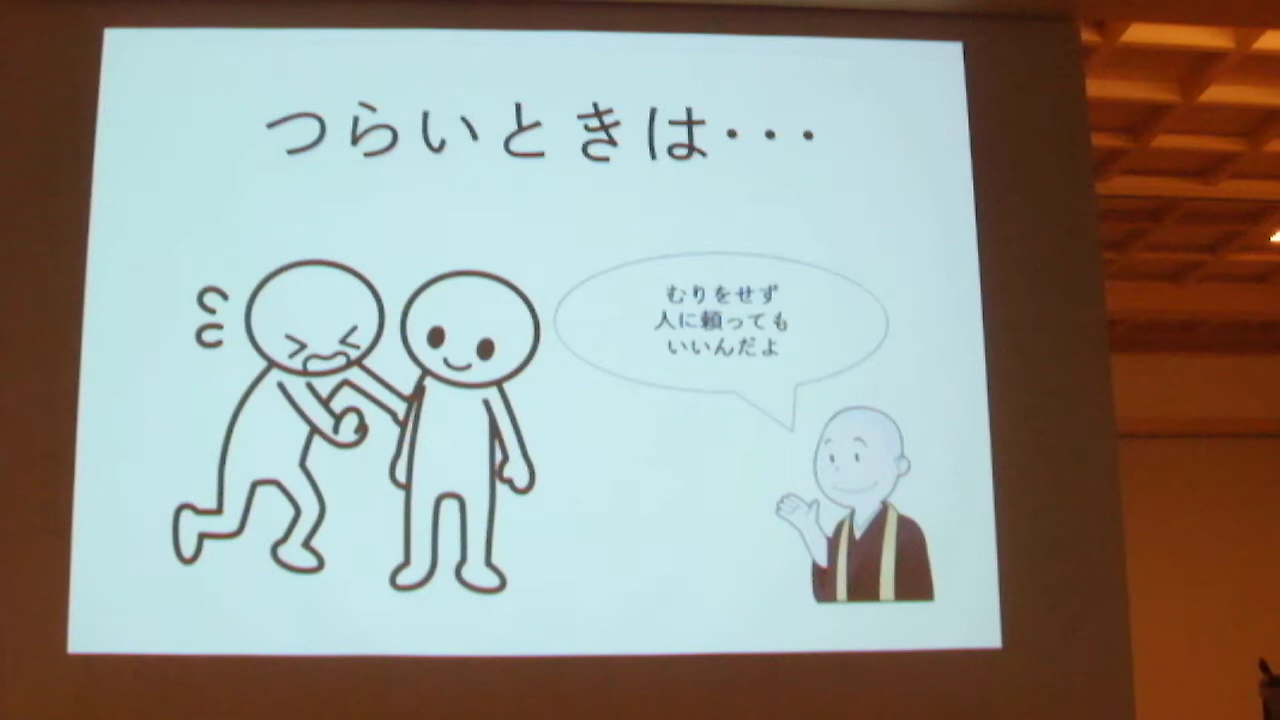 つらいときは・・・
むりをせず
人に頼っても
いいんだよ